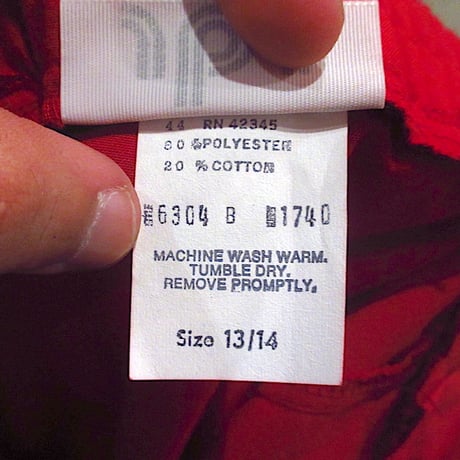 44 RN 42345
80 %POLYESTER
20 % COTTON
6304 B 1740
MACHINE WASH WARM.
TUMBLE DRY.
REMOVE PROMPTLY.
Size 13/14